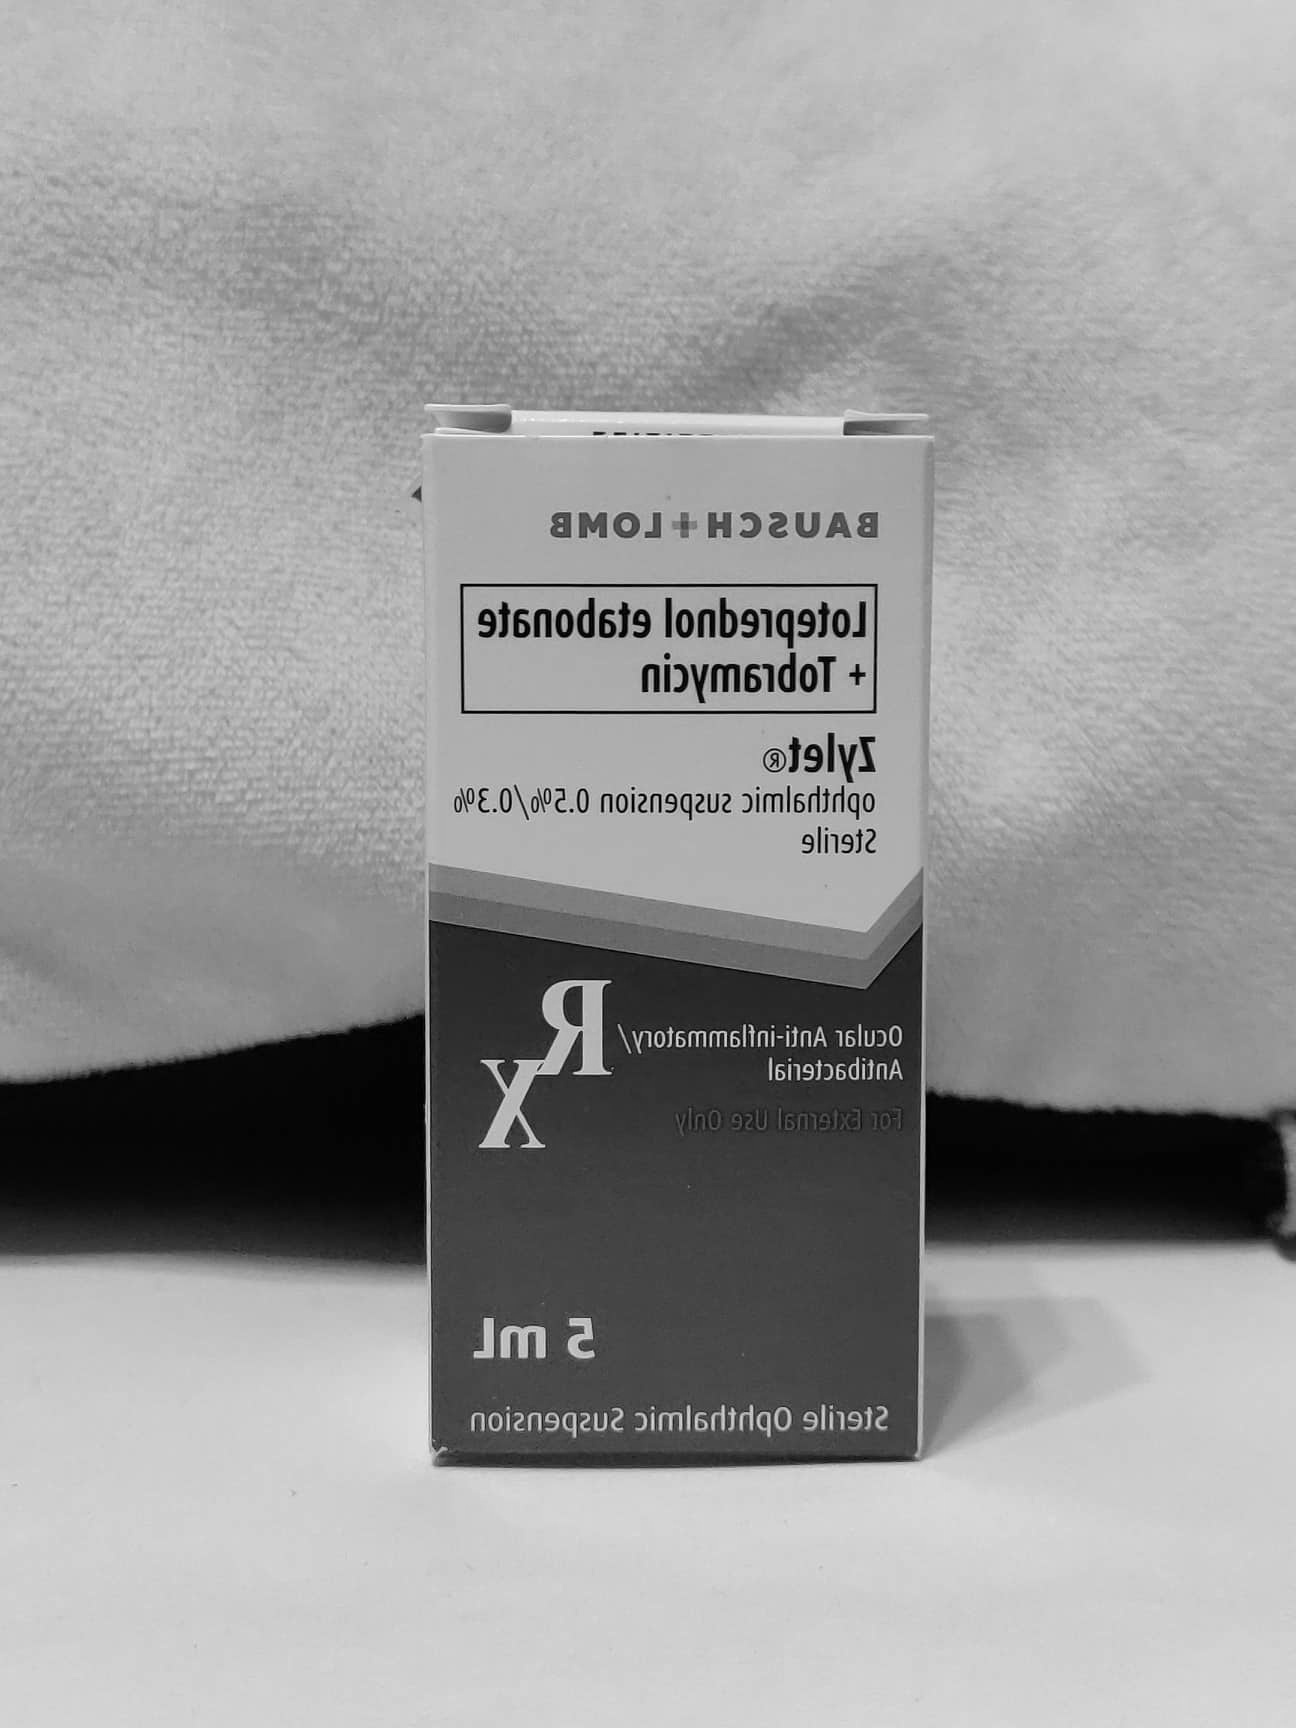 BAUSCH+LOMB
Loteprednol etabonate
+ Tobramycin
Zylet®
ophthalmic suspension 0.5%/0.3%
Sterile
Rx
Ocular Anti-inflammatory/
Antibacterial
For External Use Only
5 mL
Sterile Ophthalmic Suspension